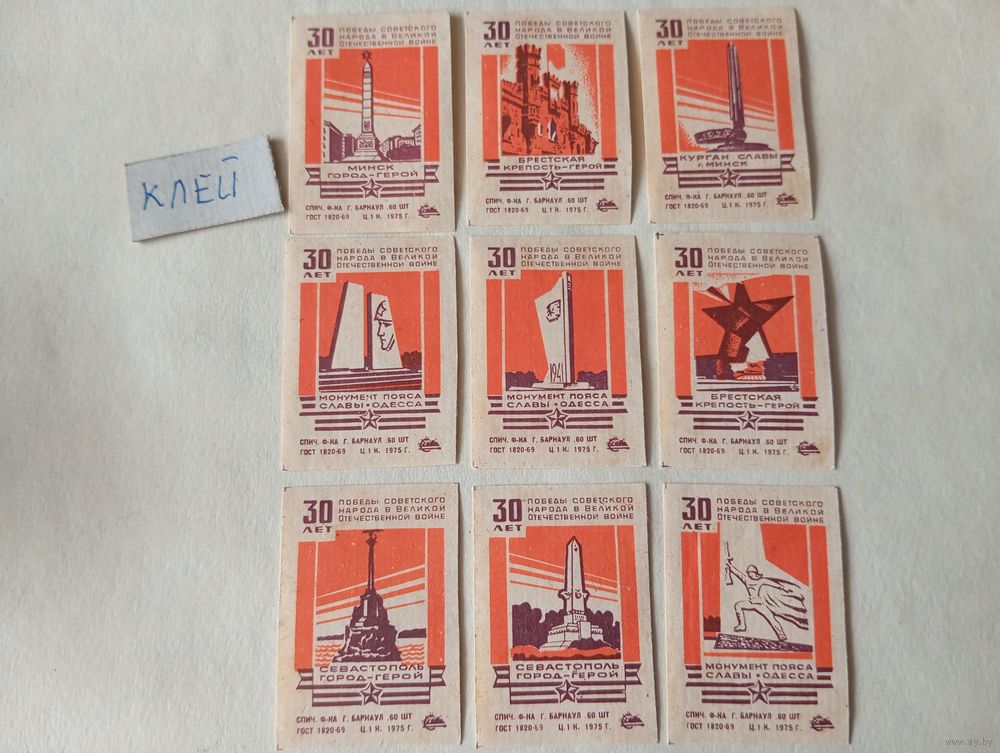 КЛЕЙ
30 ЛЕТ
ПОБЕДЫ СОВЕТСКОГО
НАРОДА В ВЕЛИКОЙ
ОТЕЧЕСТВЕННОЙ ВОЙНЕ
МИНСК
ГОРОД-ГЕРОЙ
СПИЧ. Ф-КА Г. БАРНАУЛ .60 ШТ
ГОСТ 1820-69 Ц.1 К. 1975 Г.
30 ЛЕТ
ПОБЕДЫ СОВЕТСКОГО
НАРОДА В ВЕЛИКОЙ
ОТЕЧЕСТВЕННОЙ ВОЙНЕ
БРЕСТСКАЯ
КРЕПОСТЬ-ГЕРОЙ
СПИЧ. Ф-КА Г. БАРНАУЛ .60 ШТ
ГОСТ 1820-69 Ц.1 К. 1975 Г.
30 ЛЕТ
ПОБЕДЫ СОВЕТСКОГО
НАРОДА В ВЕЛИКОЙ
ОТЕЧЕСТВЕННОЙ ВОЙНЕ
КУРГАН СЛАВЫ
г. МИНСК
СПИЧ. Ф-КА Г. БАРНАУЛ .60 ШТ
ГОСТ 1820-69 Ц.1 К. 1975 Г.
30 ЛЕТ
ПОБЕДЫ СОВЕТСКОГО
НАРОДА В ВЕЛИКОЙ
ОТЕЧЕСТВЕННОЙ ВОЙНЕ
МОНУМЕНТ ПОЯСА
СЛАВЫ • ОДЕССА
СПИЧ. Ф-КА Г. БАРНАУЛ .60 ШТ
ГОСТ 1820-69 Ц.1 К. 1975 Г.
30 ЛЕТ
ПОБЕДЫ СОВЕТСКОГО
НАРОДА В ВЕЛИКОЙ
ОТЕЧЕСТВЕННОЙ ВОЙНЕ
1941
МОНУМЕНТ ПОЯСА
СЛАВЫ • ОДЕССА
СПИЧ. Ф-КА Г. БАРНАУЛ .60 ШТ
ГОСТ 1820-69 Ц.1 К. 1975 Г.
30 ЛЕТ
ПОБЕДЫ СОВЕТСКОГО
НАРОДА В ВЕЛИКОЙ
ОТЕЧЕСТВЕННОЙ ВОЙНЕ
БРЕСТСКАЯ
КРЕПОСТЬ-ГЕРОЙ
СПИЧ. Ф-КА Г. БАРНАУЛ .60 ШТ
ГОСТ 1820-69 Ц.1 К. 1975 Г.
30 ЛЕТ
ПОБЕДЫ СОВЕТСКОГО
НАРОДА В ВЕЛИКОЙ
ОТЕЧЕСТВЕННОЙ ВОЙНЕ
СЕВАСТОПОЛЬ
ГОРОД-ГЕРОЙ
СПИЧ. Ф-КА Г. БАРНАУЛ .60 ШТ
ГОСТ 1820-69 Ц.1 К. 1975 Г.
30 ЛЕТ
ПОБЕДЫ СОВЕТСКОГО
НАРОДА В ВЕЛИКОЙ
ОТЕЧЕСТВЕННОЙ ВОЙНЕ
СЕВАСТОПОЛЬ
ГОРОД-ГЕРОЙ
СПИЧ. Ф-КА Г. БАРНАУЛ .60 ШТ
ГОСТ 1820-69 Ц.1 К. 1975 Г.
30 ЛЕТ
ПОБЕДЫ СОВЕТСКОГО
НАРОДА В ВЕЛИКОЙ
ОТЕЧЕСТВЕННОЙ ВОЙНЕ
МОНУМЕНТ ПОЯСА
СЛАВЫ • ОДЕССА
СПИЧ. Ф-КА Г. БАРНАУЛ .60 ШТ
ГОСТ 1820-69 Ц.1 К. 1975 Г.
www.ay.by